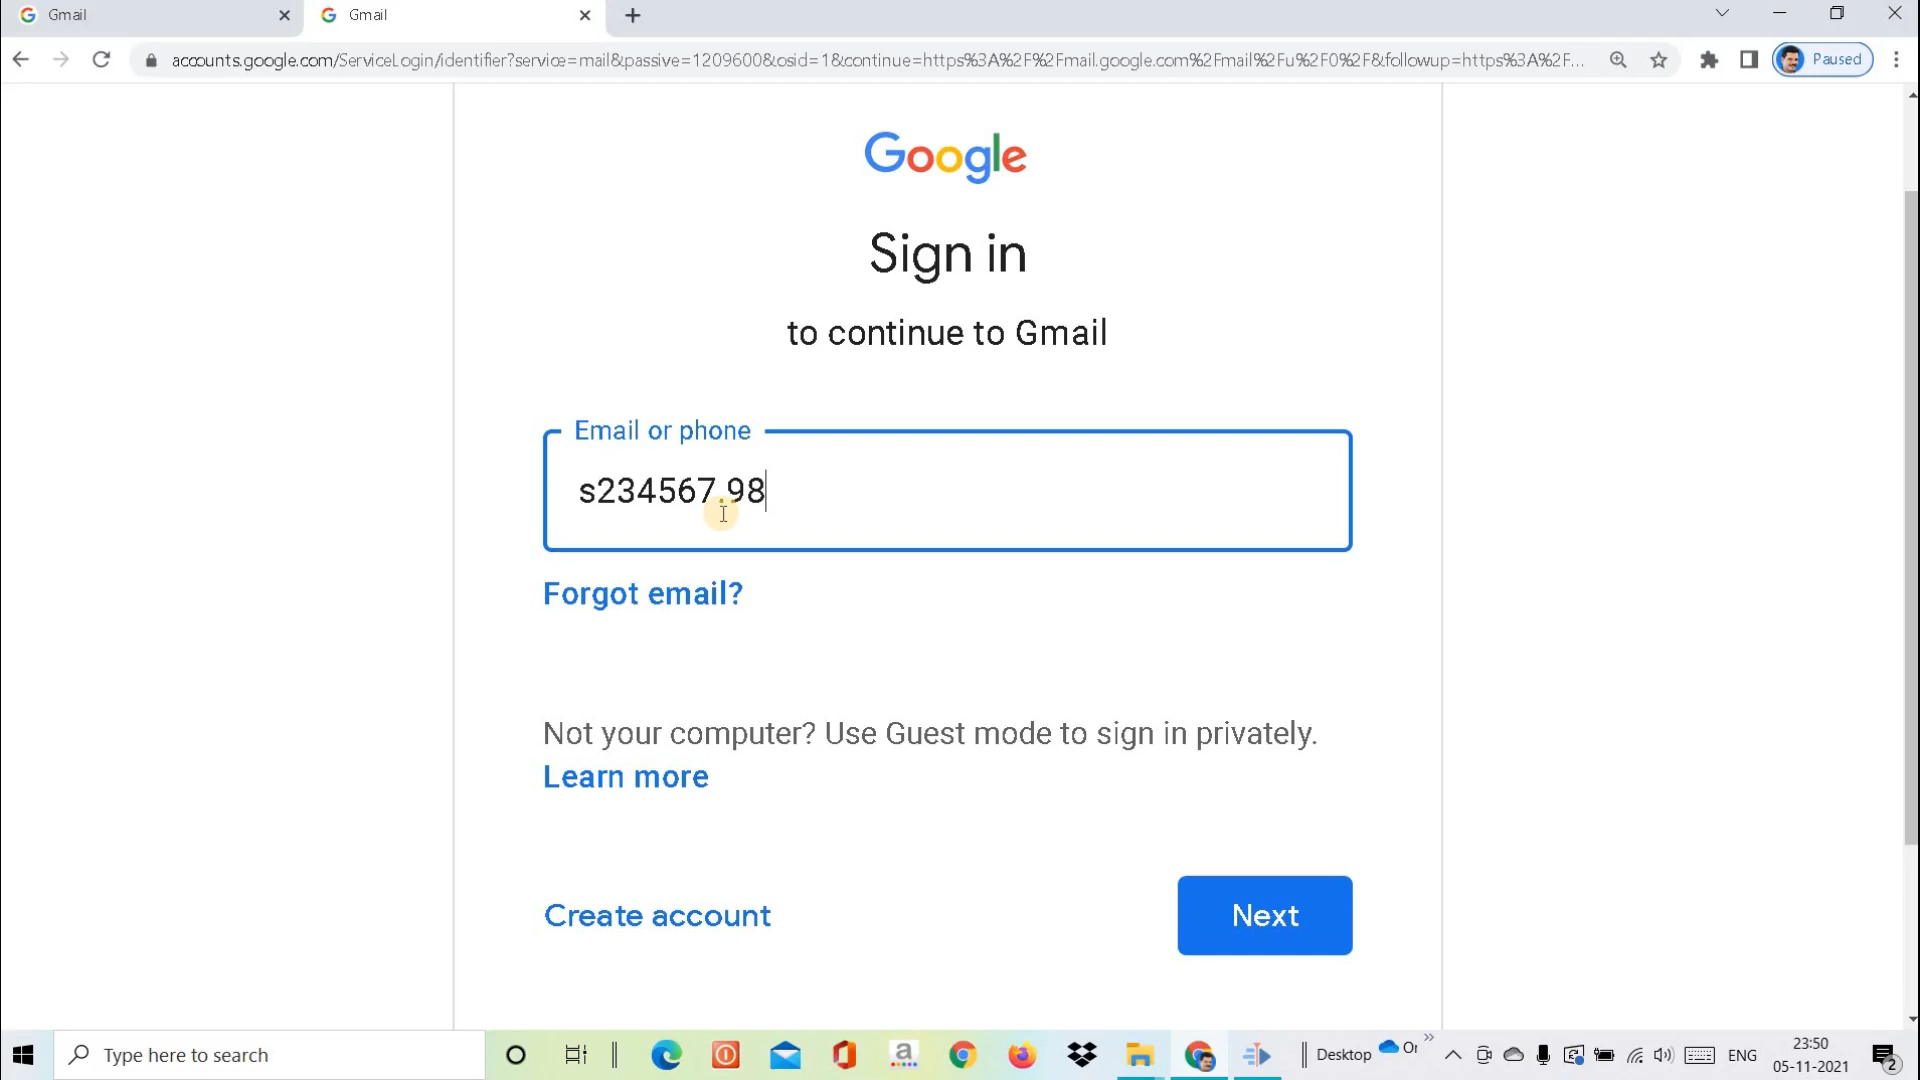 Gmail
Gmail
accounts.google.com/ServiceLogin/identifier?service=mail&passive=1209600&osid=1&continue=https%3A%2F%2Fmail.google.com%2Fmail%2Fu%2F0%2F&followup=https%3A%2F...
Paused
Google
Sign in
to continue to Gmail
Email or phone
s234567.98
Forgot email?
Not your computer? Use Guest mode to sign in privately.
Learn more
Create account
Next
Type here to search
a
Desktop
Or
ENG
23:50
05-11-2021
2